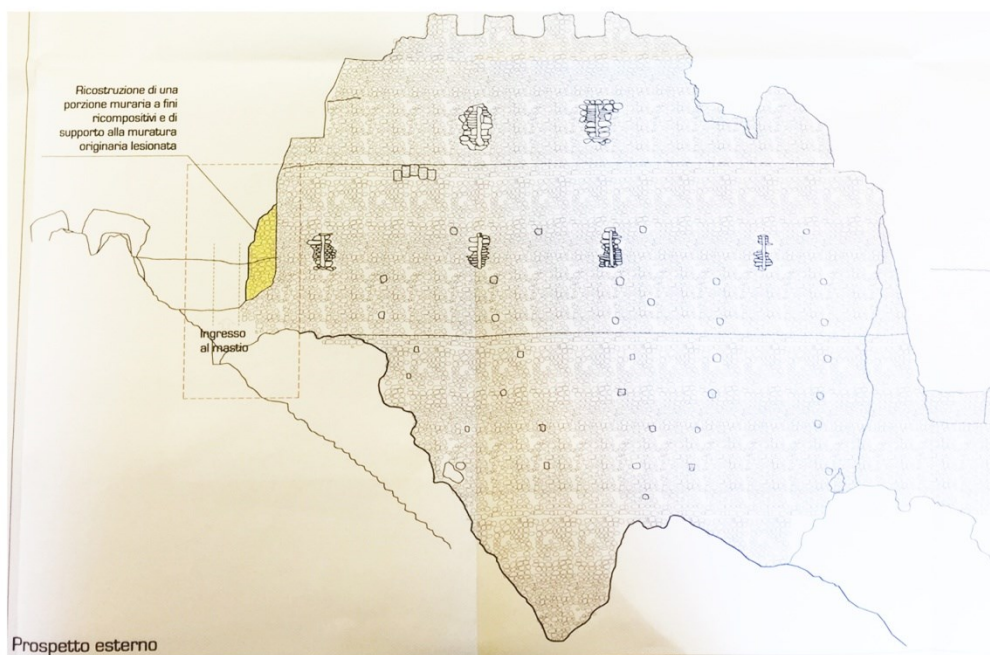 Ricostruzione di una
porzione muraria a fini
ricompositivi e di
supporto alla muratura
originaria lesionata
Ingresso
al mastio
Prospetto esterno